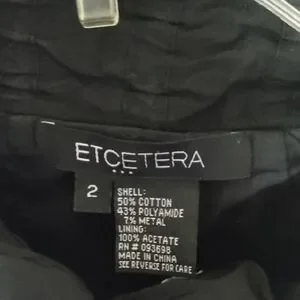 ETCETERA
2
SHELL:
50% COTTON
43% POLYAMIDE
7% METAL
LINING:
100% ACETATE
RN # 093698
MADE IN CHINA
SEE REVERSE FOR CARE